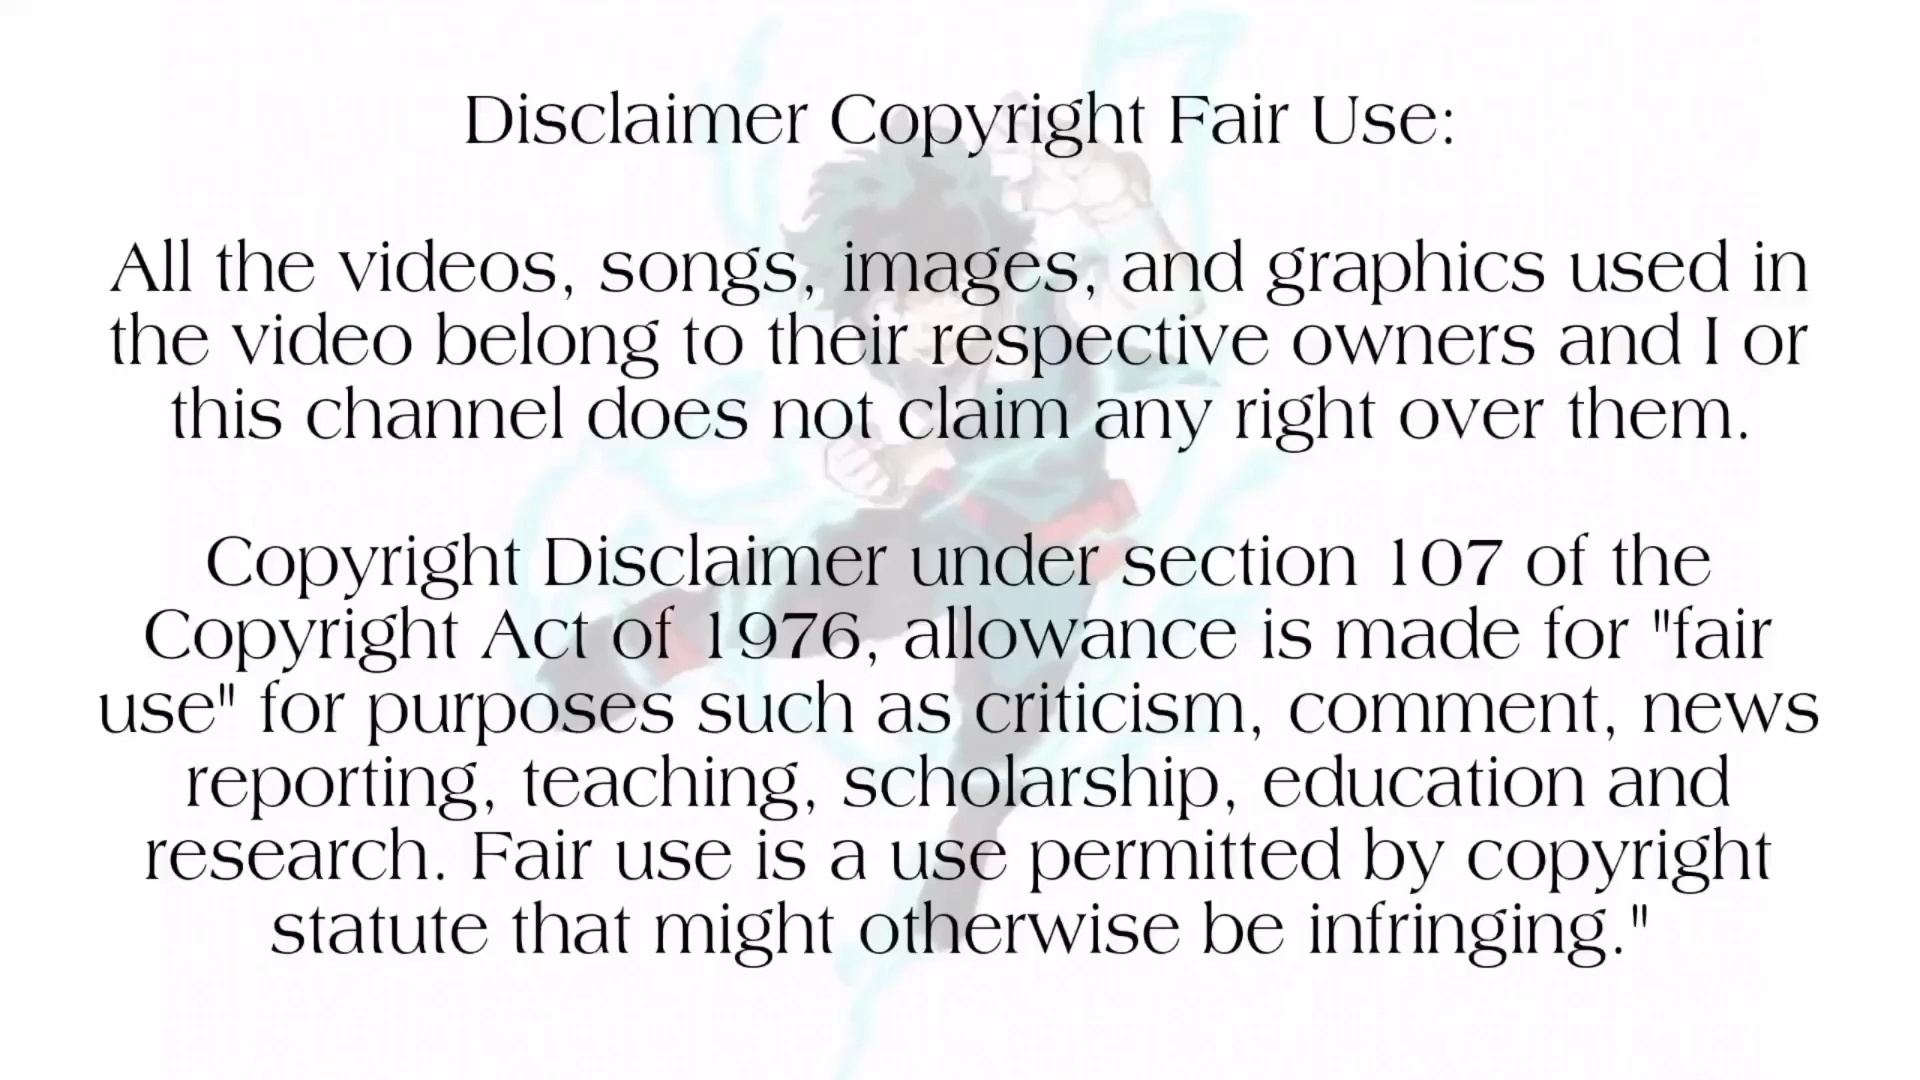 Disclaimer Copyright Fair Use:
All the videos, songs, images, and graphics used in
the video belong to their respective owners and I or
this channel does not claim any right over them.
Copyright Disclaimer under section 107 of the
Copyright Act of 1976, allowance is made for "fair
use" for purposes such as criticism, comment, news
reporting, teaching, scholarship, education and
research. Fair use is a use permitted by copyright
statute that might otherwise be infringing."